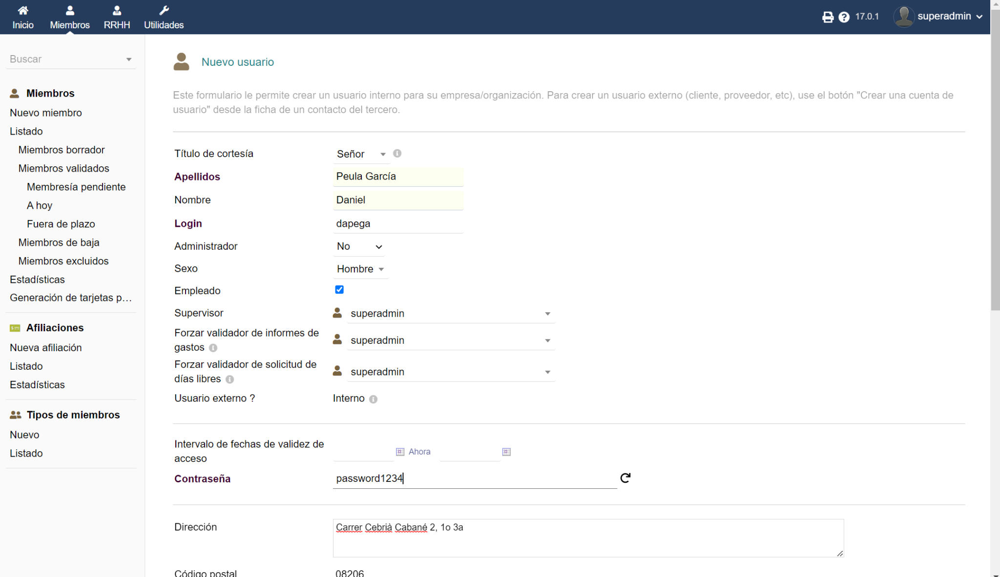 Inicio
Miembros
RRHH
Utilidades
17.0.1
superadmin
Buscar
Miembros
Nuevo miembro
Listado
Miembros borrador
Miembros validados
Membresía pendiente
A hoy
Fuera de plazo
Miembros de baja
Miembros excluidos
Estadísticas
Generación de tarjetas p…
Afiliaciones
Nueva afiliación
Listado
Estadísticas
Tipos de miembros
Nuevo
Listado
Nuevo usuario
Este formulario le permite crear un usuario interno para su empresa/organización. Para crear un usuario externo (cliente, proveedor, etc), use el botón "Crear una cuenta de
usuario" desde la ficha de un contacto del tercero.
Título de cortesía Señor
Apellidos Peula García
Nombre Daniel
Login dapega
Administrador No
Sexo Hombre
Empleado
Supervisor superadmin
Forzar validador de informes de
gastos superadmin
Forzar validador de solicitud de
días libres superadmin
Usuario externo ? Interno
Intervalo de fechas de validez de
acceso Ahora
Contraseña password1234
Dirección Carrer Cebrià Cabané 2, 1o 3a
Código postal 08206